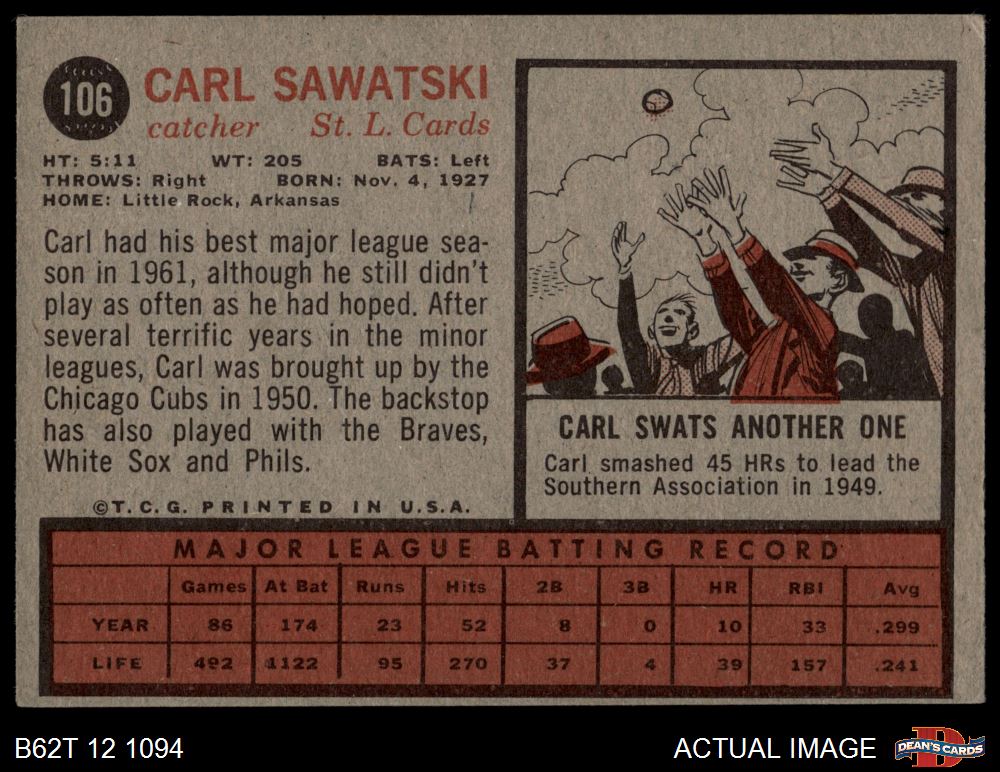 106
CARL SAWATSKI
catcher St. L. Cards
HT: 5:11 WT: 205 BATS: Left
THROWS: Right BORN: Nov. 4, 1927
HOME: Little Rock, Arkansas
Carl had his best major league sea-
son in 1961, although he still didn't
play as often as he had hoped. After
several terrific years in the minor
leagues, Carl was brought up by the
Chicago Cubs in 1950. The backstop
has also played with the Braves,
White Sox and Phils.
©T.C.G. PRINTED IN U.S.A.
CARL SWATS ANOTHER ONE
Carl smashed 45 HRs to lead the
Southern Association in 1949.
MAJOR LEAGUE BATTING RECORD
Games At Bat Runs Hits 2B 3B HR RBI Avg
YEAR 86 174 23 52 8 0 10 33 .299
LIFE 492 1122 95 270 37 4 39 157 .241
B62T 12 1094 ACTUAL IMAGE D DEAN'S CARDS